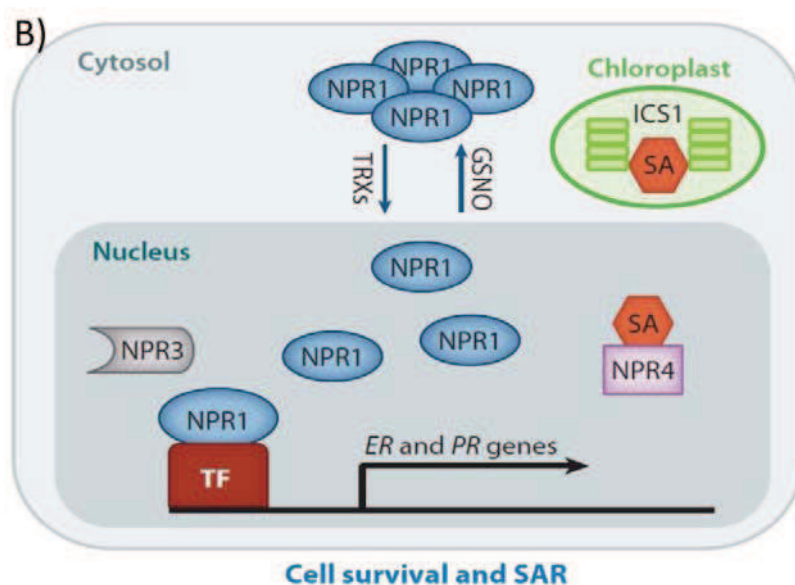 B)
Cytosol
NPR1
NPR1 NPR1
NPR1
Chloroplast
ICS1
SA
TRXs
GSNO
Nucleus
NPR1
NPR3
NPR1
NPR1
SA
NPR4
NPR1
TF
ER and PR genes
Cell survival and SAR